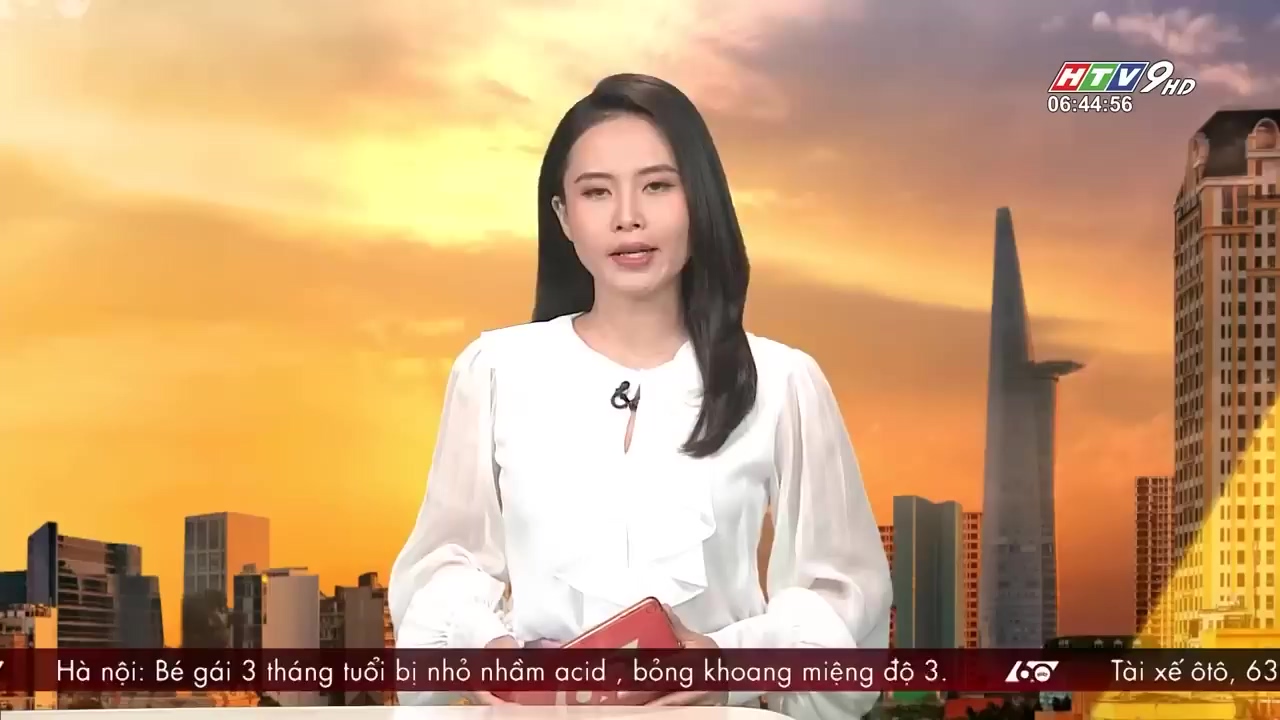 HTV9HD
06:44:56
Hà nội: Bé gái 3 tháng tuổi bị nhỏ nhầm acid , bỏng khoang miệng độ 3. 60 Tài xế ôtô, 63